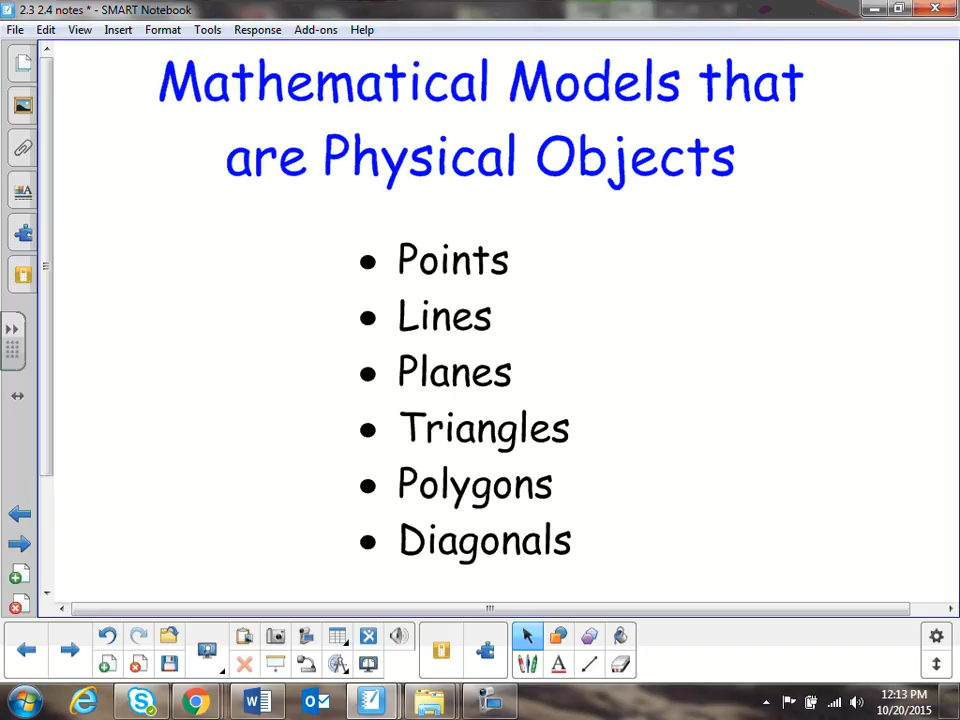 2.3 2.4 notes * - SMART Notebook
File Edit View Insert Format Tools Response Add-ons Help
Mathematical Models that
are Physical Objects
• Points
• Lines
• Planes
• Triangles
• Polygons
• Diagonals
12:13 PM
10/20/2015